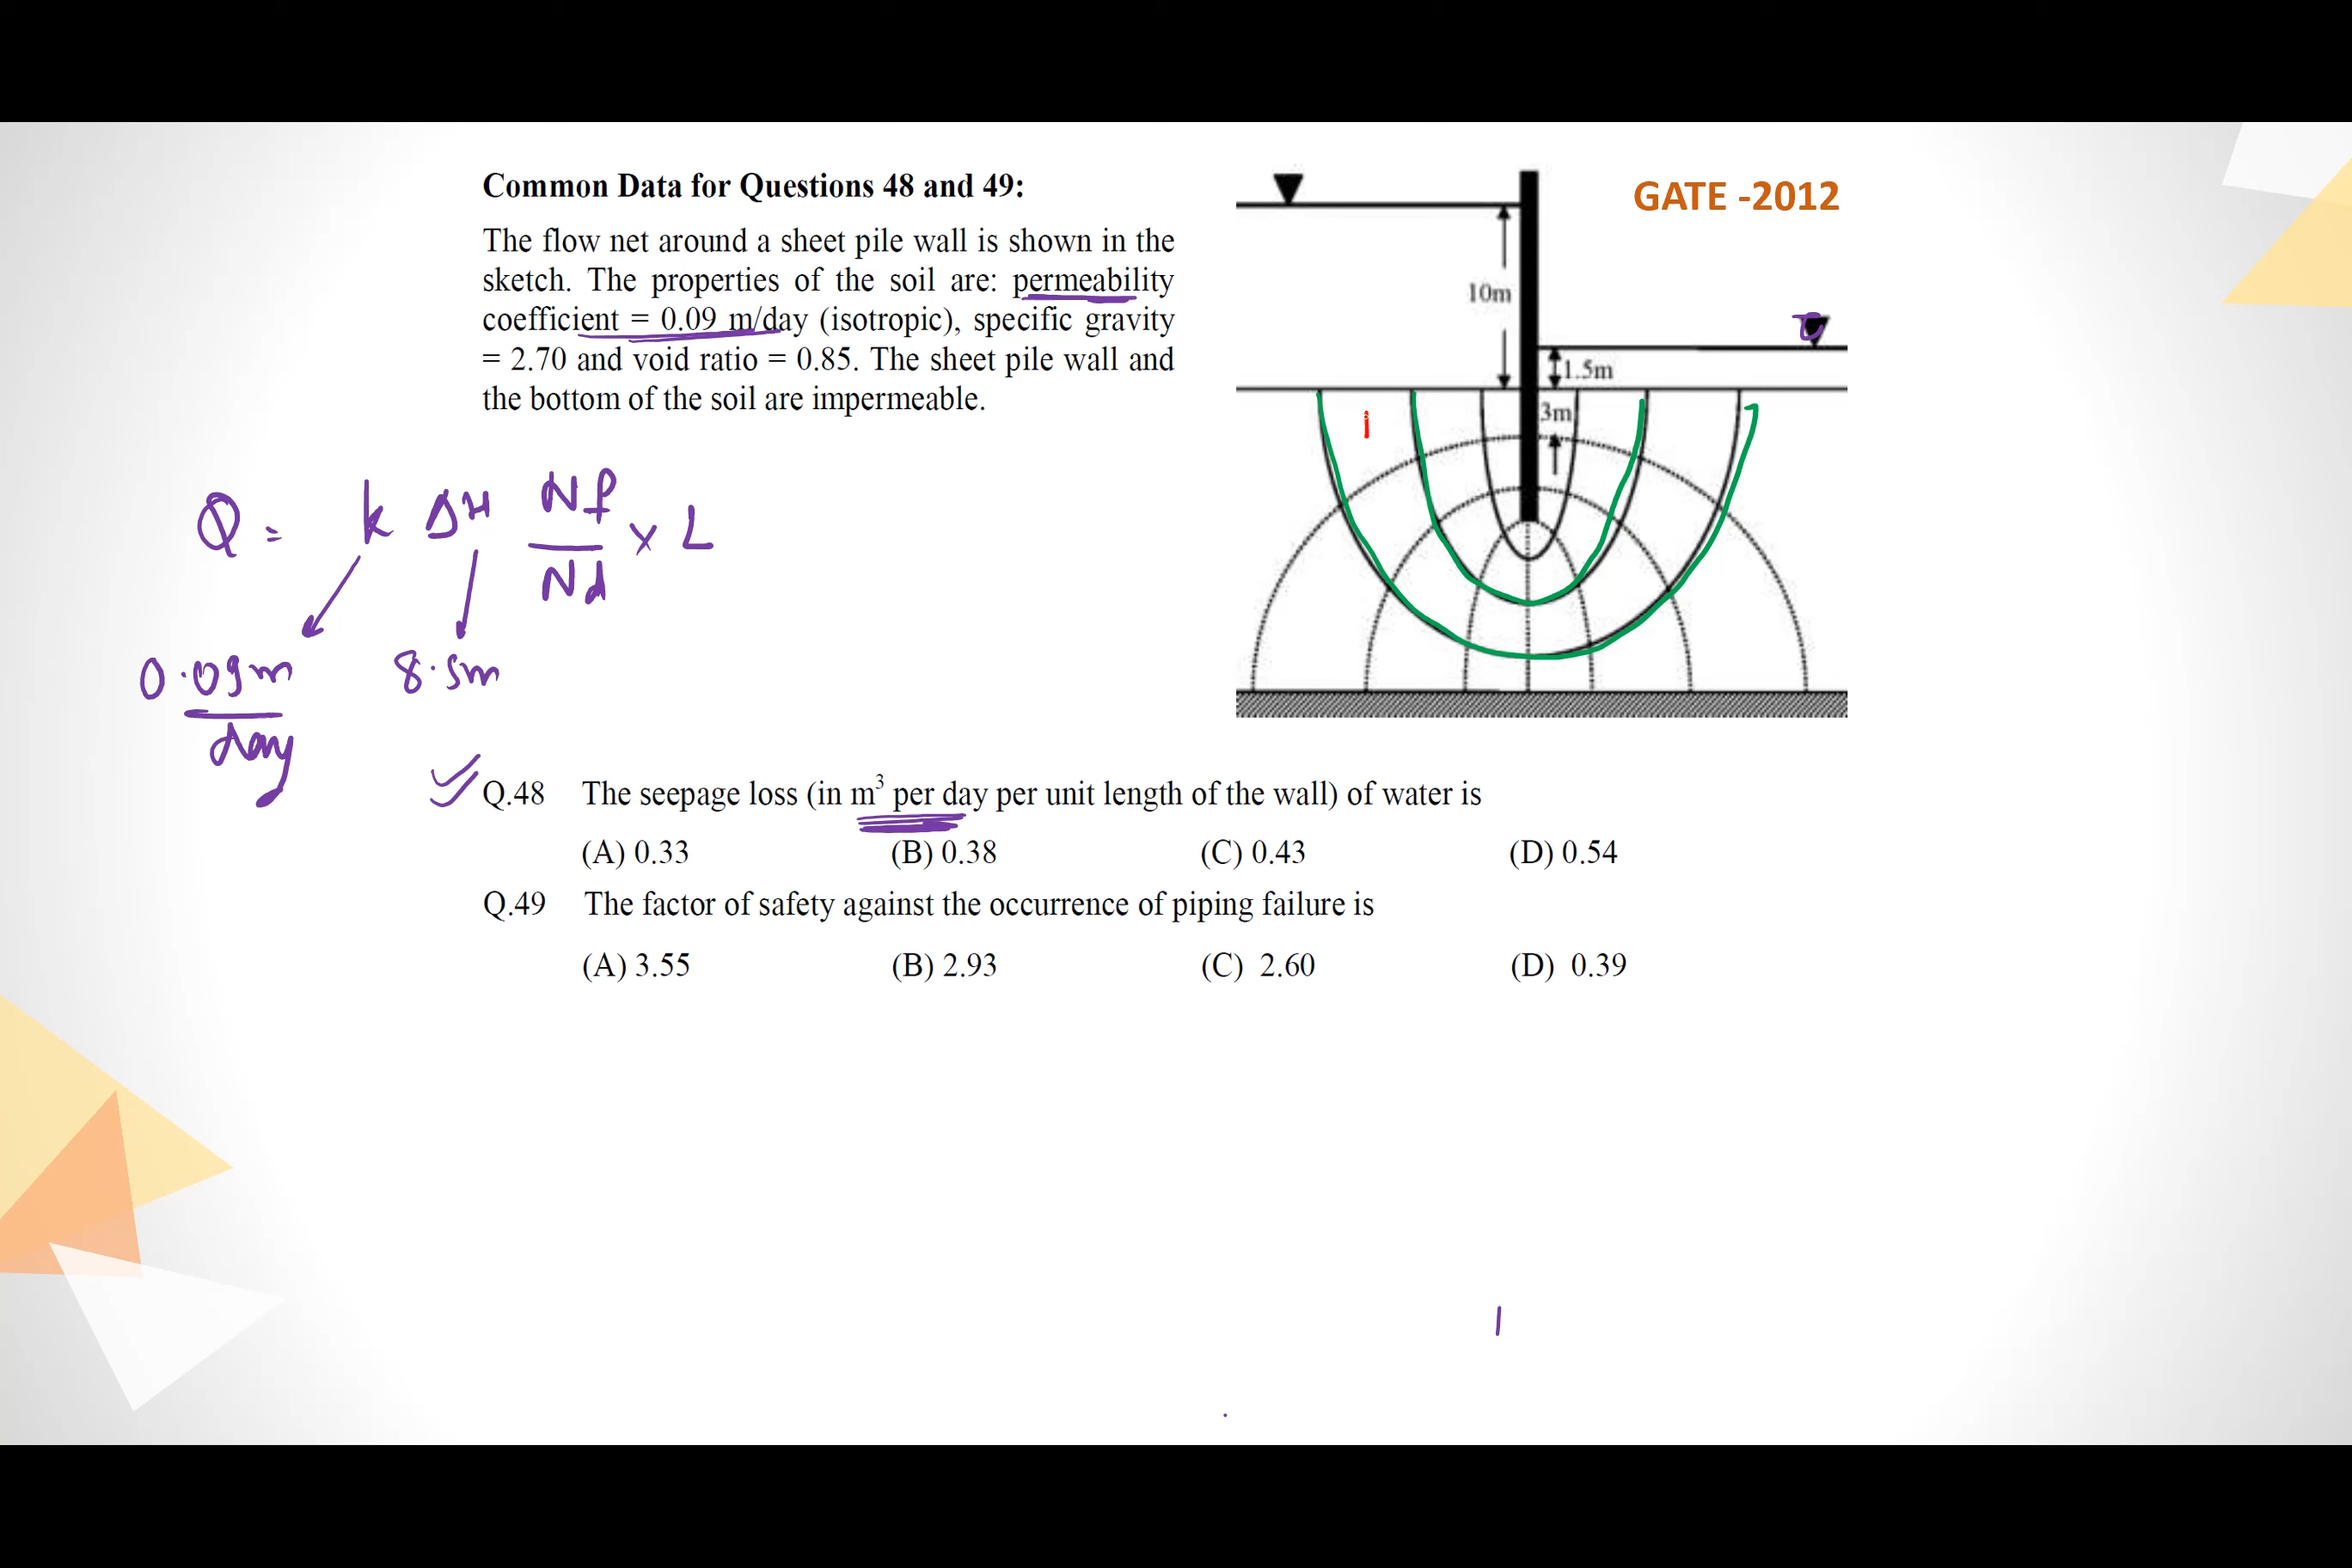 GATE -2012
Common Data for Questions 48 and 49:
The flow net around a sheet pile wall is shown in the
sketch. The properties of the soil are: permeability
coefficient = 0.09 m/day (isotropic), specific gravity
= 2.70 and void ratio = 0.85. The sheet pile wall and
the bottom of the soil are impermeable.
10m
1.5m
3m
Q = k ΔH Nf/Nd × L
0.09m/day
8.5m
Q.48 The seepage loss (in m³ per day per unit length of the wall) of water is
(A) 0.33 (B) 0.38 (C) 0.43 (D) 0.54
Q.49 The factor of safety against the occurrence of piping failure is
(A) 3.55 (B) 2.93 (C) 2.60 (D) 0.39